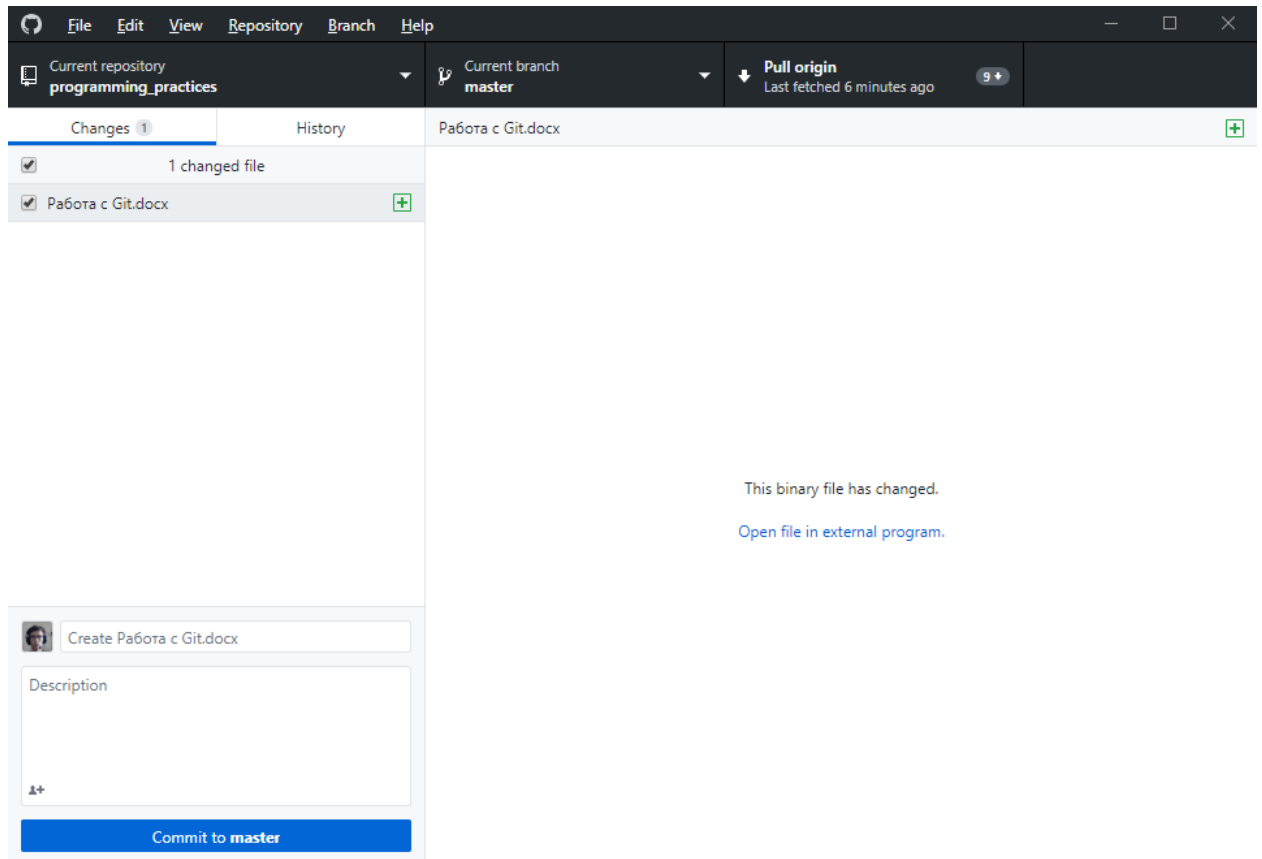 File Edit View Repository Branch Help
Current repository
programming_practices
Current branch
master
Pull origin
Last fetched 6 minutes ago
9
Changes 1
History
Работа с Git.docx
1 changed file
Работа с Git.docx
This binary file has changed.
Open file in external program.
Create Работа с Git.docx
Description
Commit to master